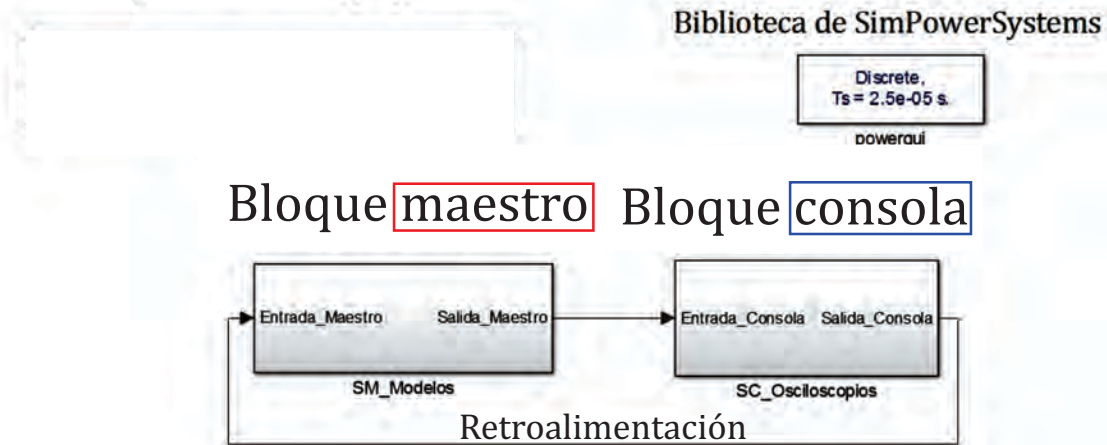 Biblioteca de SimPowerSystems
Discrete,
Ts = 2.5e-05 s.
powergui
Bloque maestro Bloque consola
Entrada_Maestro Salida_Maestro Entrada_Consola Salida_Consola
SM_Modelos SC_Osciloscopios
Retroalimentación